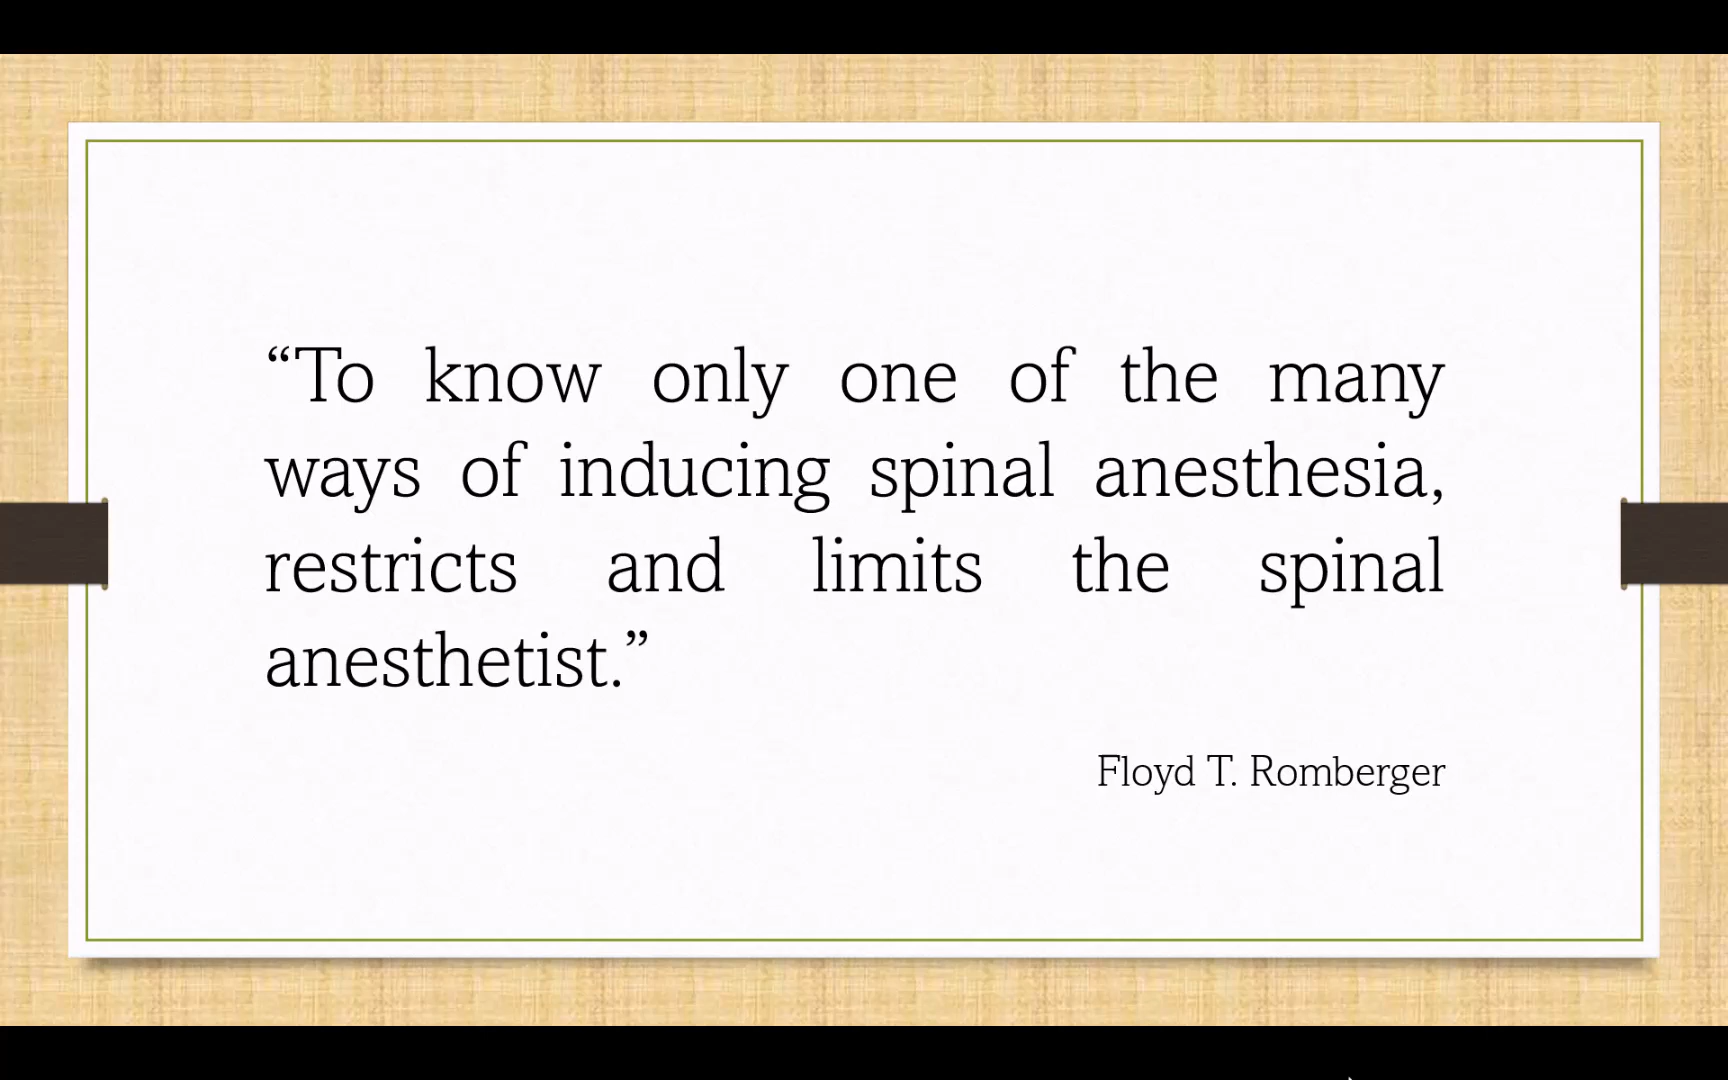 “To know only one of the many
ways of inducing spinal anesthesia,
restricts and limits the spinal
anesthetist.”
Floyd T. Romberger